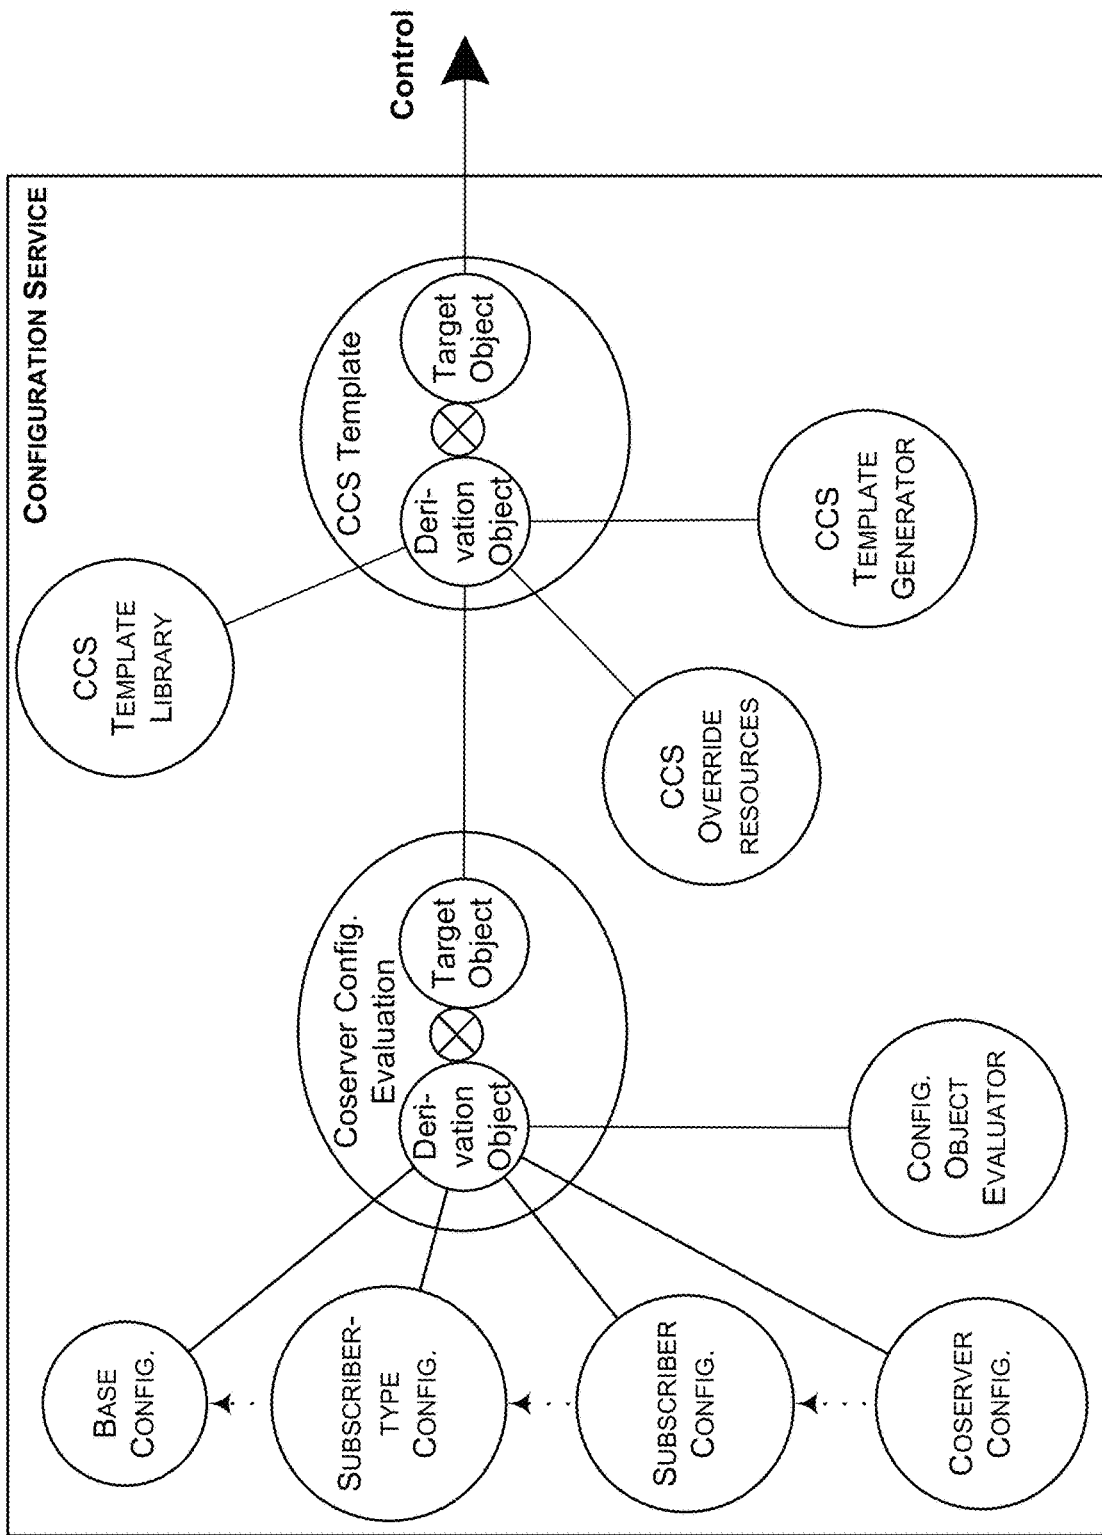 CONFIGURATION SERVICE
Control
BASE
CONFIG.
SUBSCRIBER-
TYPE
CONFIG.
SUBSCRIBER
CONFIG.
COSERVER
CONFIG.
Coserver Config.
Evaluation
Deri-
vation
Object
Target
Object
CONFIG.
OBJECT
EVALUATOR
CCS
TEMPLATE
LIBRARY
CCS
OVERRIDE
RESOURCES
CCS Template
Deri-
vation
Object
Target
Object
CCS
TEMPLATE
GENERATOR